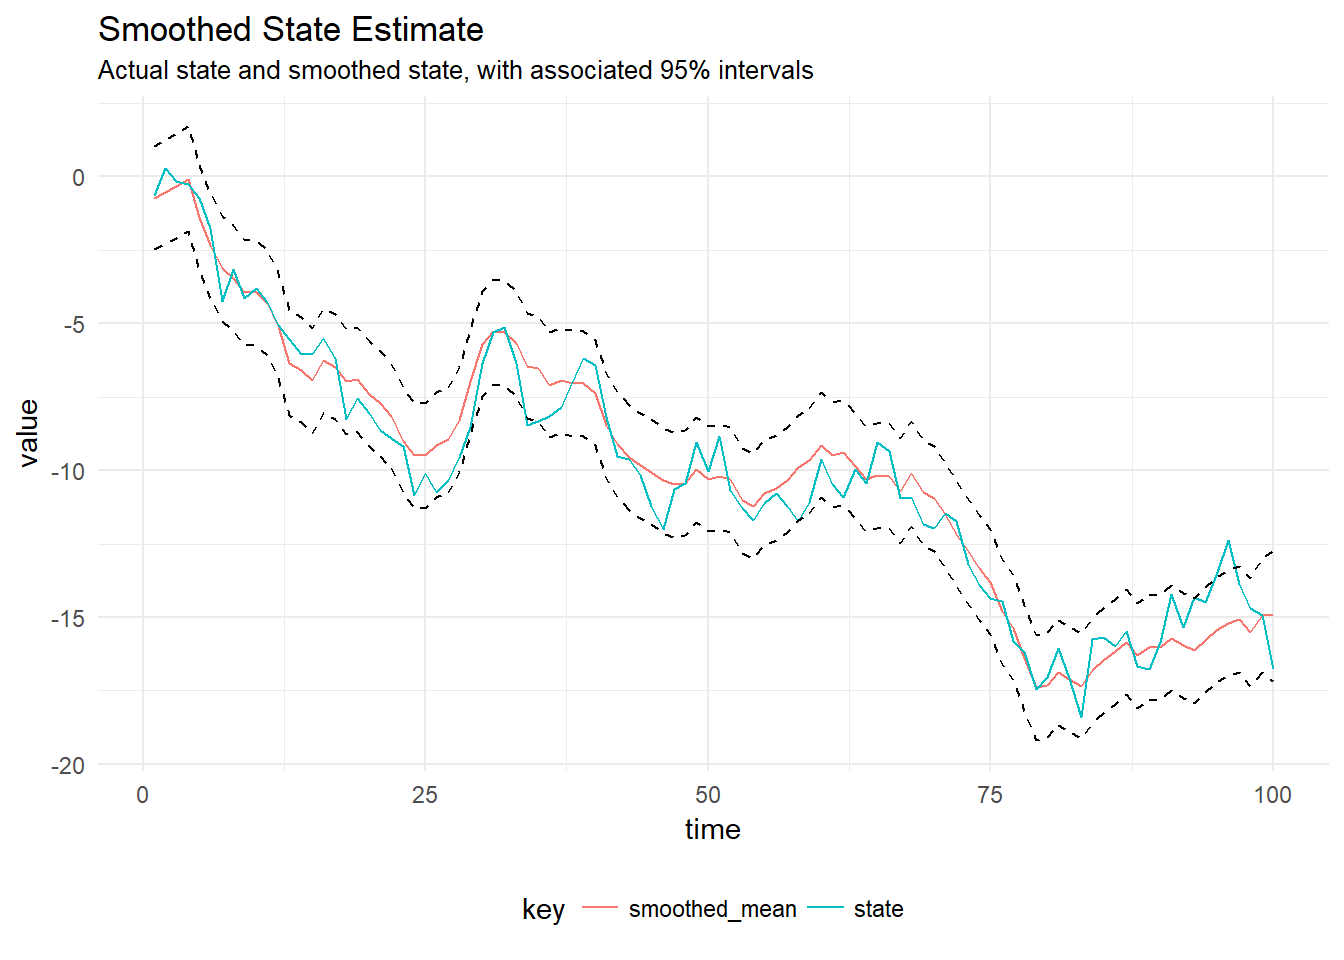 Smoothed State Estimate
Actual state and smoothed state, with associated 95% intervals
value
0
-5
-10
-15
-20
0 25 50 75 100
time
key smoothed_mean state